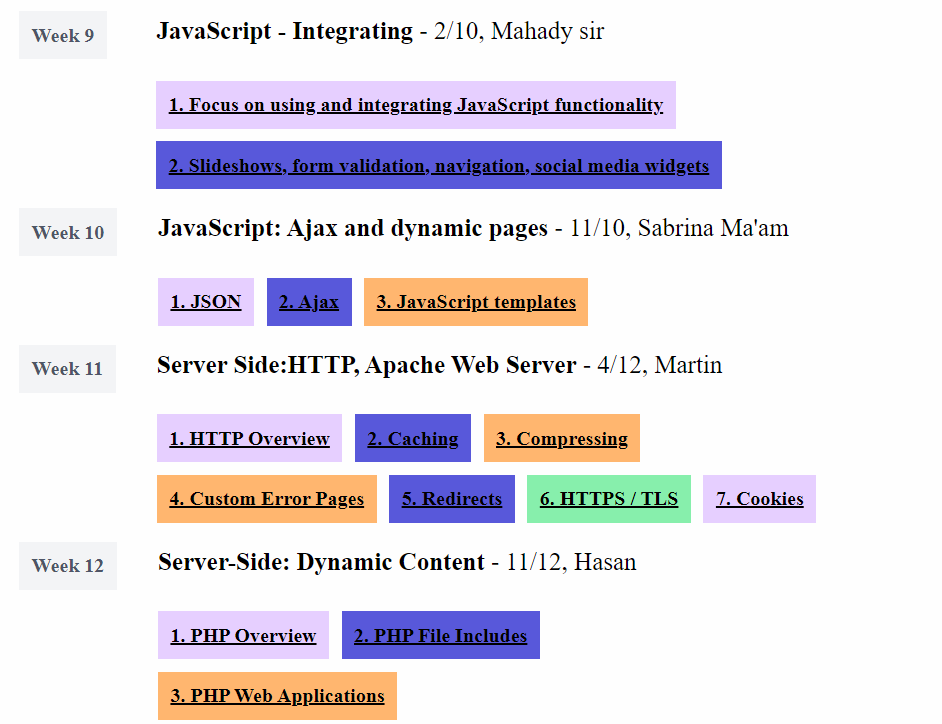 Week 9
JavaScript - Integrating - 2/10, Mahady sir
1. Focus on using and integrating JavaScript functionality
2. Slideshows, form validation, navigation, social media widgets
Week 10
JavaScript: Ajax and dynamic pages - 11/10, Sabrina Ma'am
1. JSON 2. Ajax 3. JavaScript templates
Week 11
Server Side:HTTP, Apache Web Server - 4/12, Martin
1. HTTP Overview 2. Caching 3. Compressing
4. Custom Error Pages 5. Redirects 6. HTTPS / TLS 7. Cookies
Week 12
Server-Side: Dynamic Content - 11/12, Hasan
1. PHP Overview 2. PHP File Includes
3. PHP Web Applications